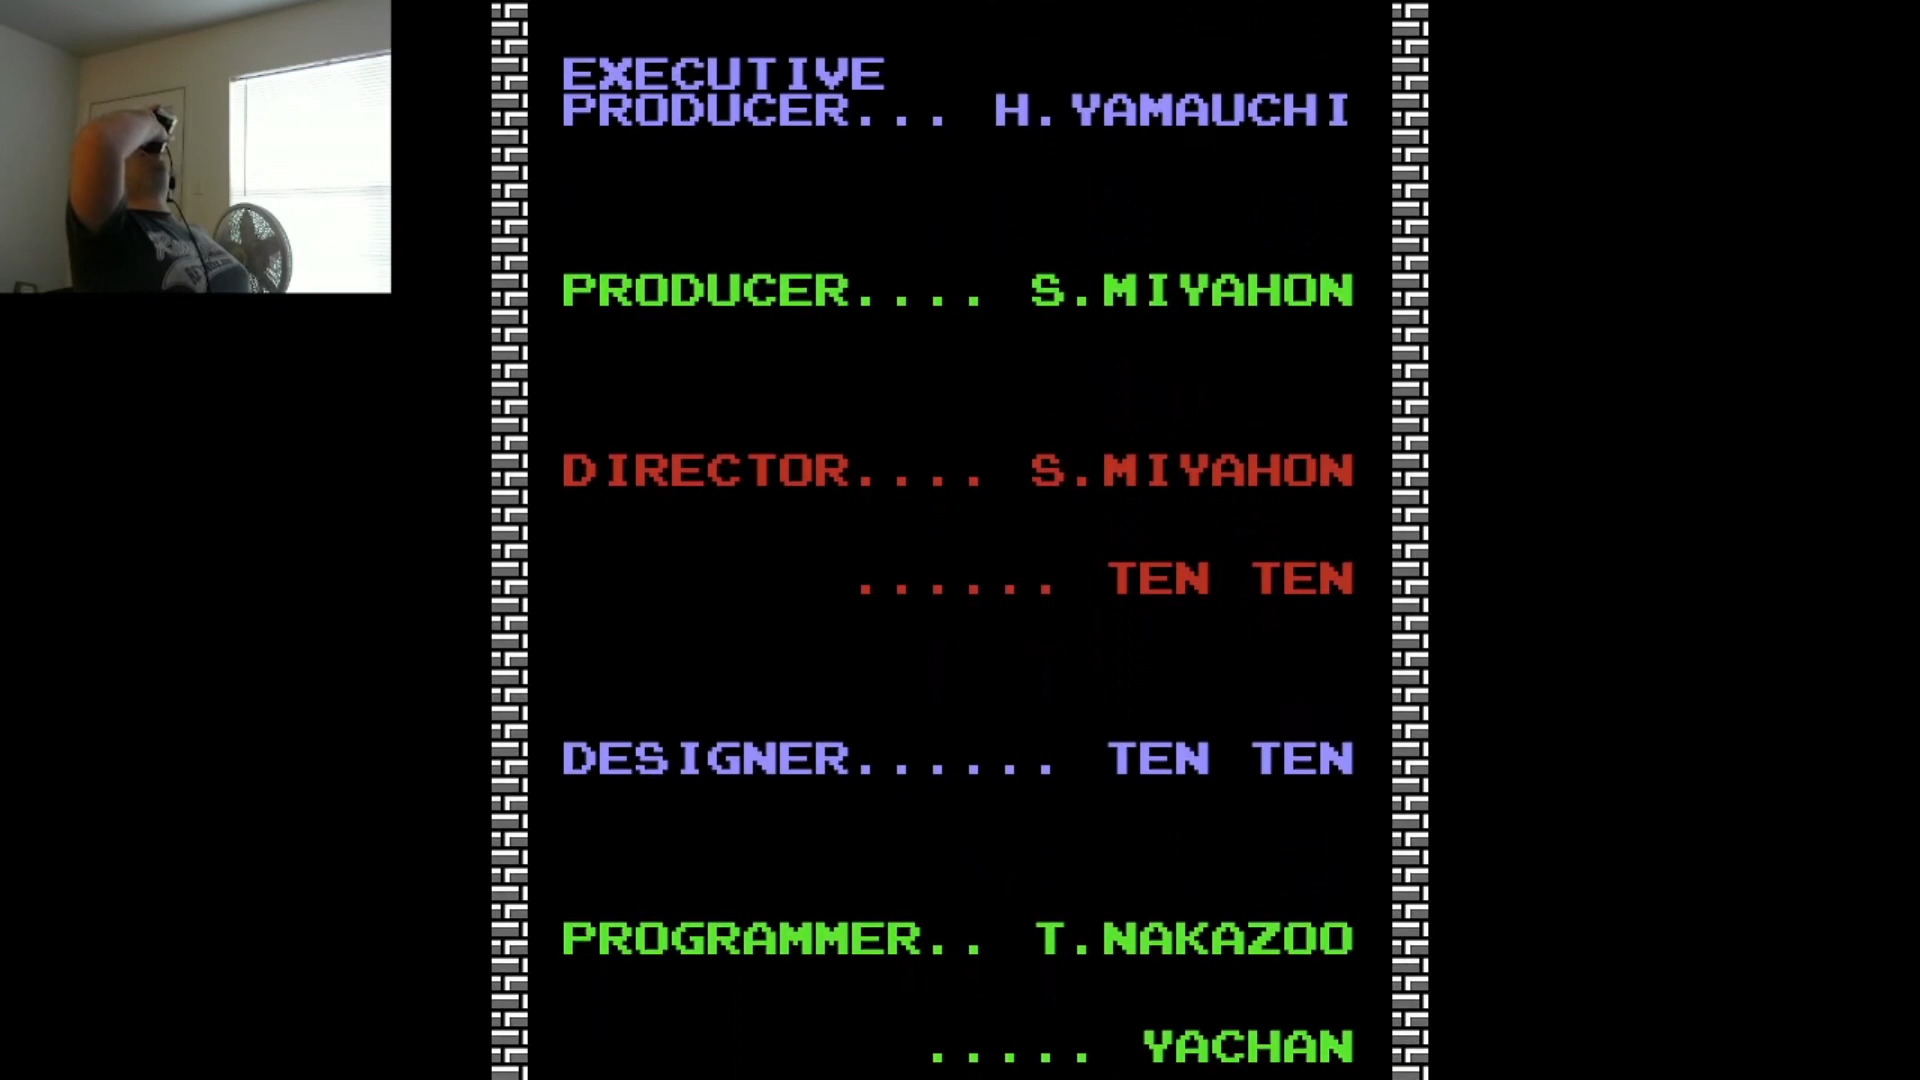 EXECUTIVE
PRODUCER... H.YAMAUCHI
PRODUCER.... S.MIYAHON
DIRECTOR.... S.MIYAHON
...... TEN TEN
DESIGNER...... TEN TEN
PROGRAMMER.. T.NAKAZOO
..... YACHAN